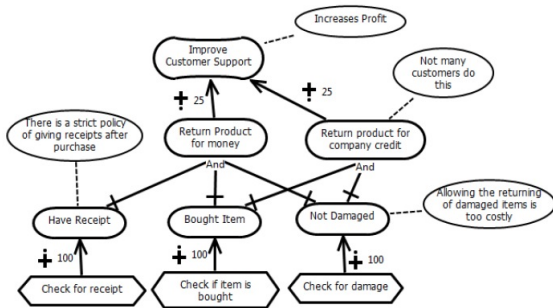 Increases Profit
Improve
Customer Support
Not many
customers do
this
25
25
There is a strict policy
of giving receipts after
purchase
Return Product
for money
Return product for
company credit
And
And
Have Receipt
Bought Item
Not Damaged
Allowing the returning
of damaged items is
too costly
100
100
100
Check for receipt
Check if item is
bought
Check for damage